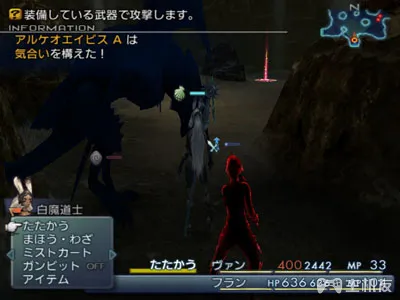 装備している武器で攻撃します。
INFORMATION
アルケオエイビス A は
気合いを構えた!
白魔道士
たたかう
まほう・わざ
ミストカート
ガンビット OFF
アイテム
たたかう ヴァン 400 2442 MP 33
フラン HP 636